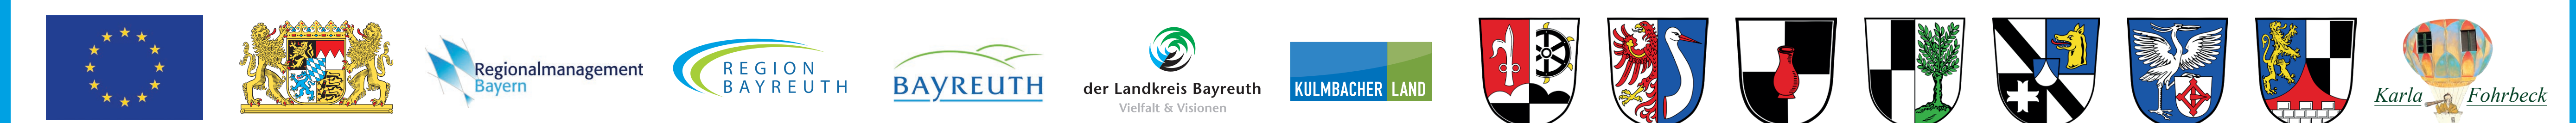 Regionalmanagement
Bayern
REGION
BAYREUTH
BAYREUTH
der Landkreis Bayreuth
Vielfalt & Visionen
KULMBACHER LAND
Karla Fohrbeck